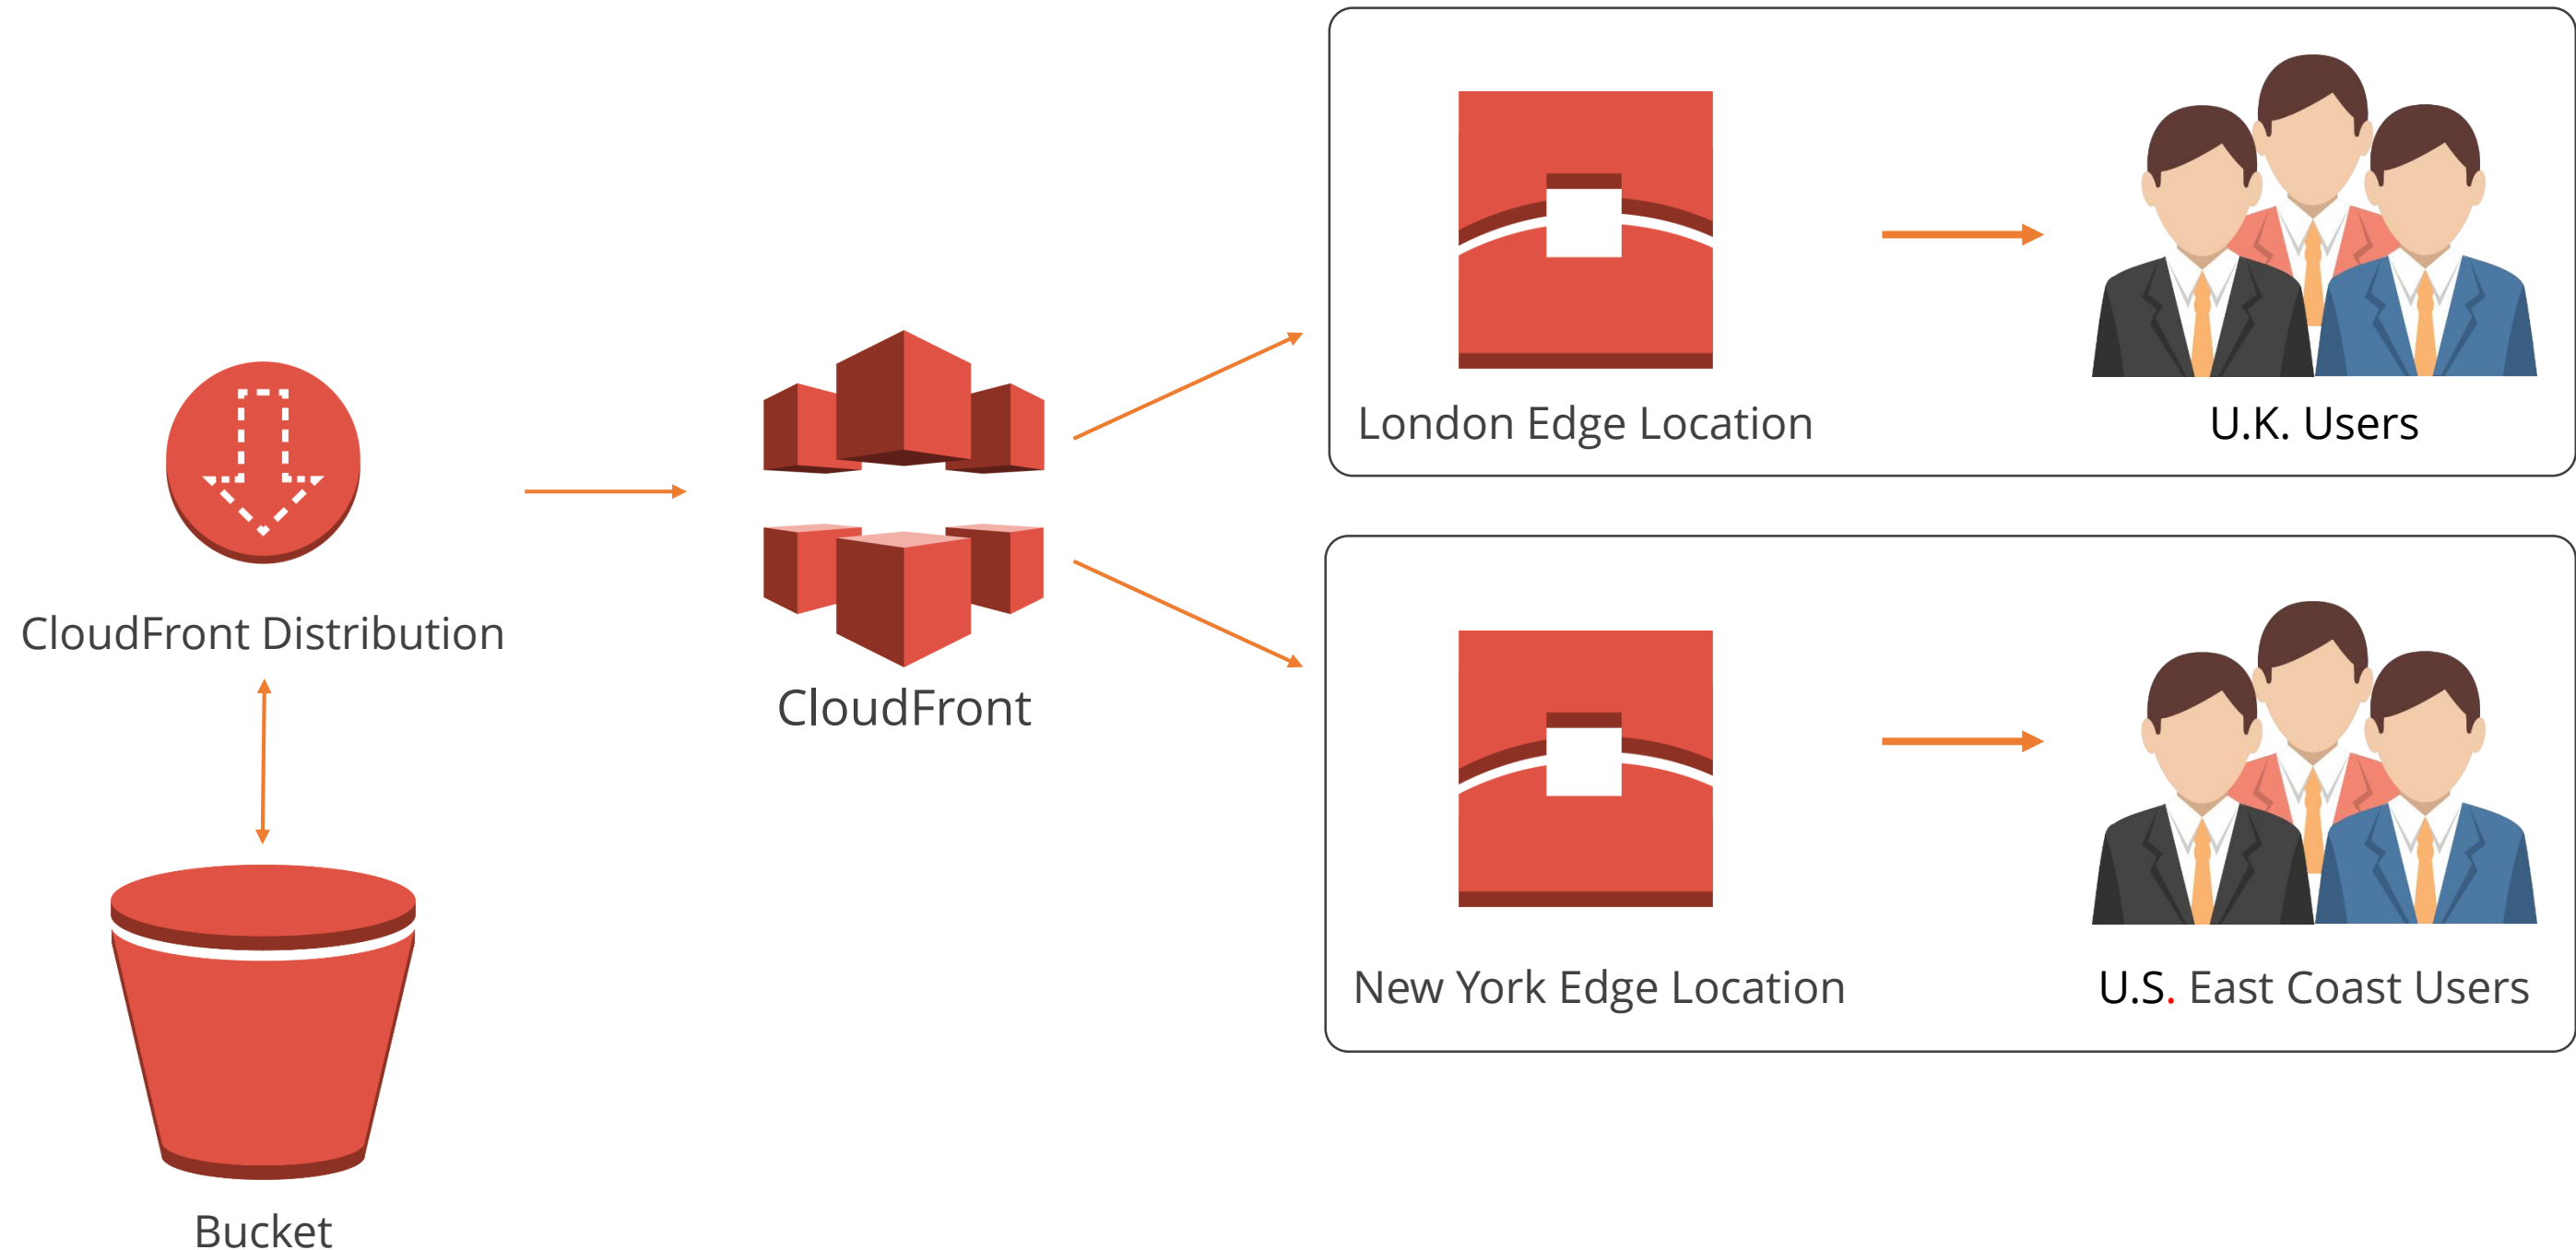 London Edge Location
U.K. Users
CloudFront Distribution
CloudFront
New York Edge Location
U.S. East Coast Users
Bucket